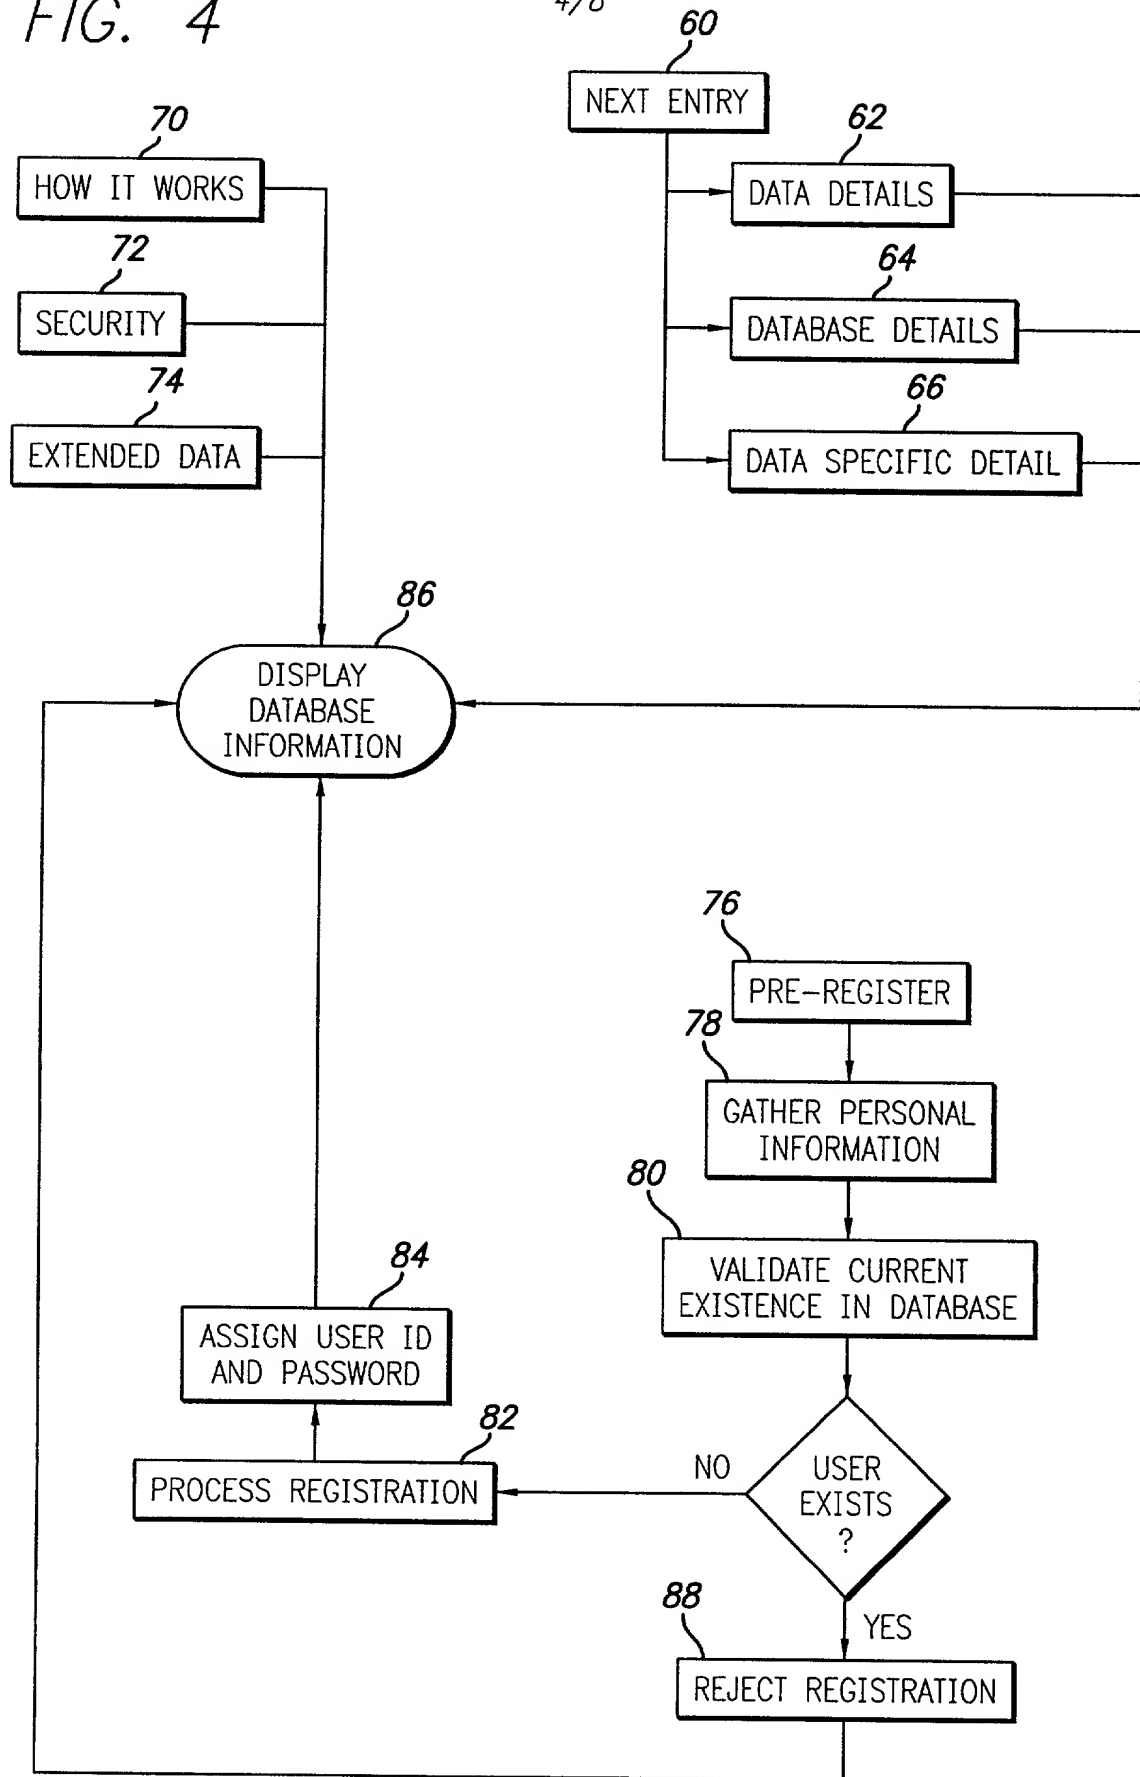 FIG. 4
4/6
60
NEXT ENTRY
70
HOW IT WORKS
62
DATA DETAILS
72
SECURITY
64
DATABASE DETAILS
74
EXTENDED DATA
66
DATA SPECIFIC DETAIL
86
DISPLAY
DATABASE
INFORMATION
76
PRE-REGISTER
78
GATHER PERSONAL
INFORMATION
80
VALIDATE CURRENT
EXISTENCE IN DATABASE
84
ASSIGN USER ID
AND PASSWORD
82
PROCESS REGISTRATION
NO
USER
EXISTS
?
YES
88
REJECT REGISTRATION